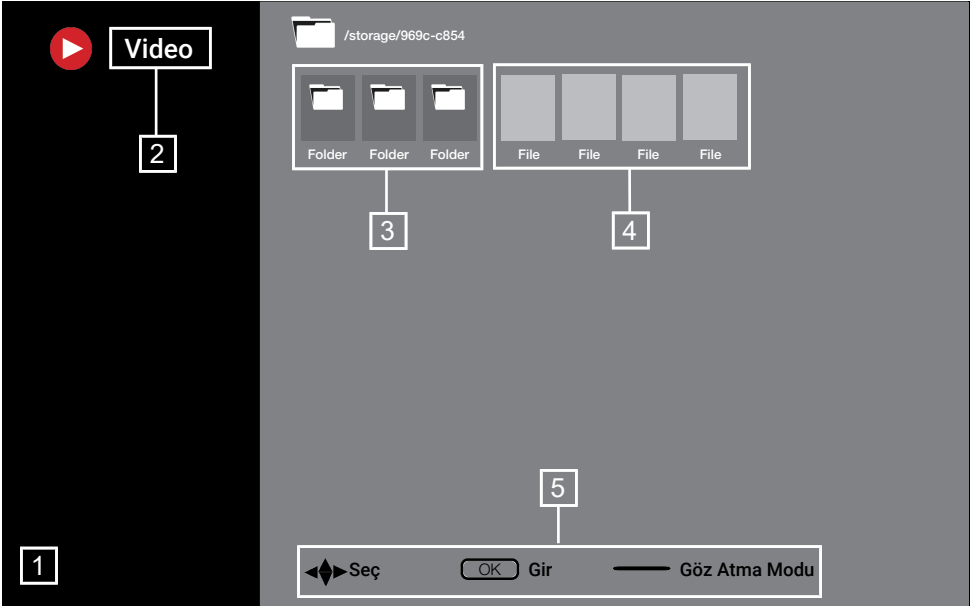 Video
/storage/969c-c854
2
Folder Folder Folder
File File File File
3
4
5
1
Seç OK Gir Göz Atma Modu